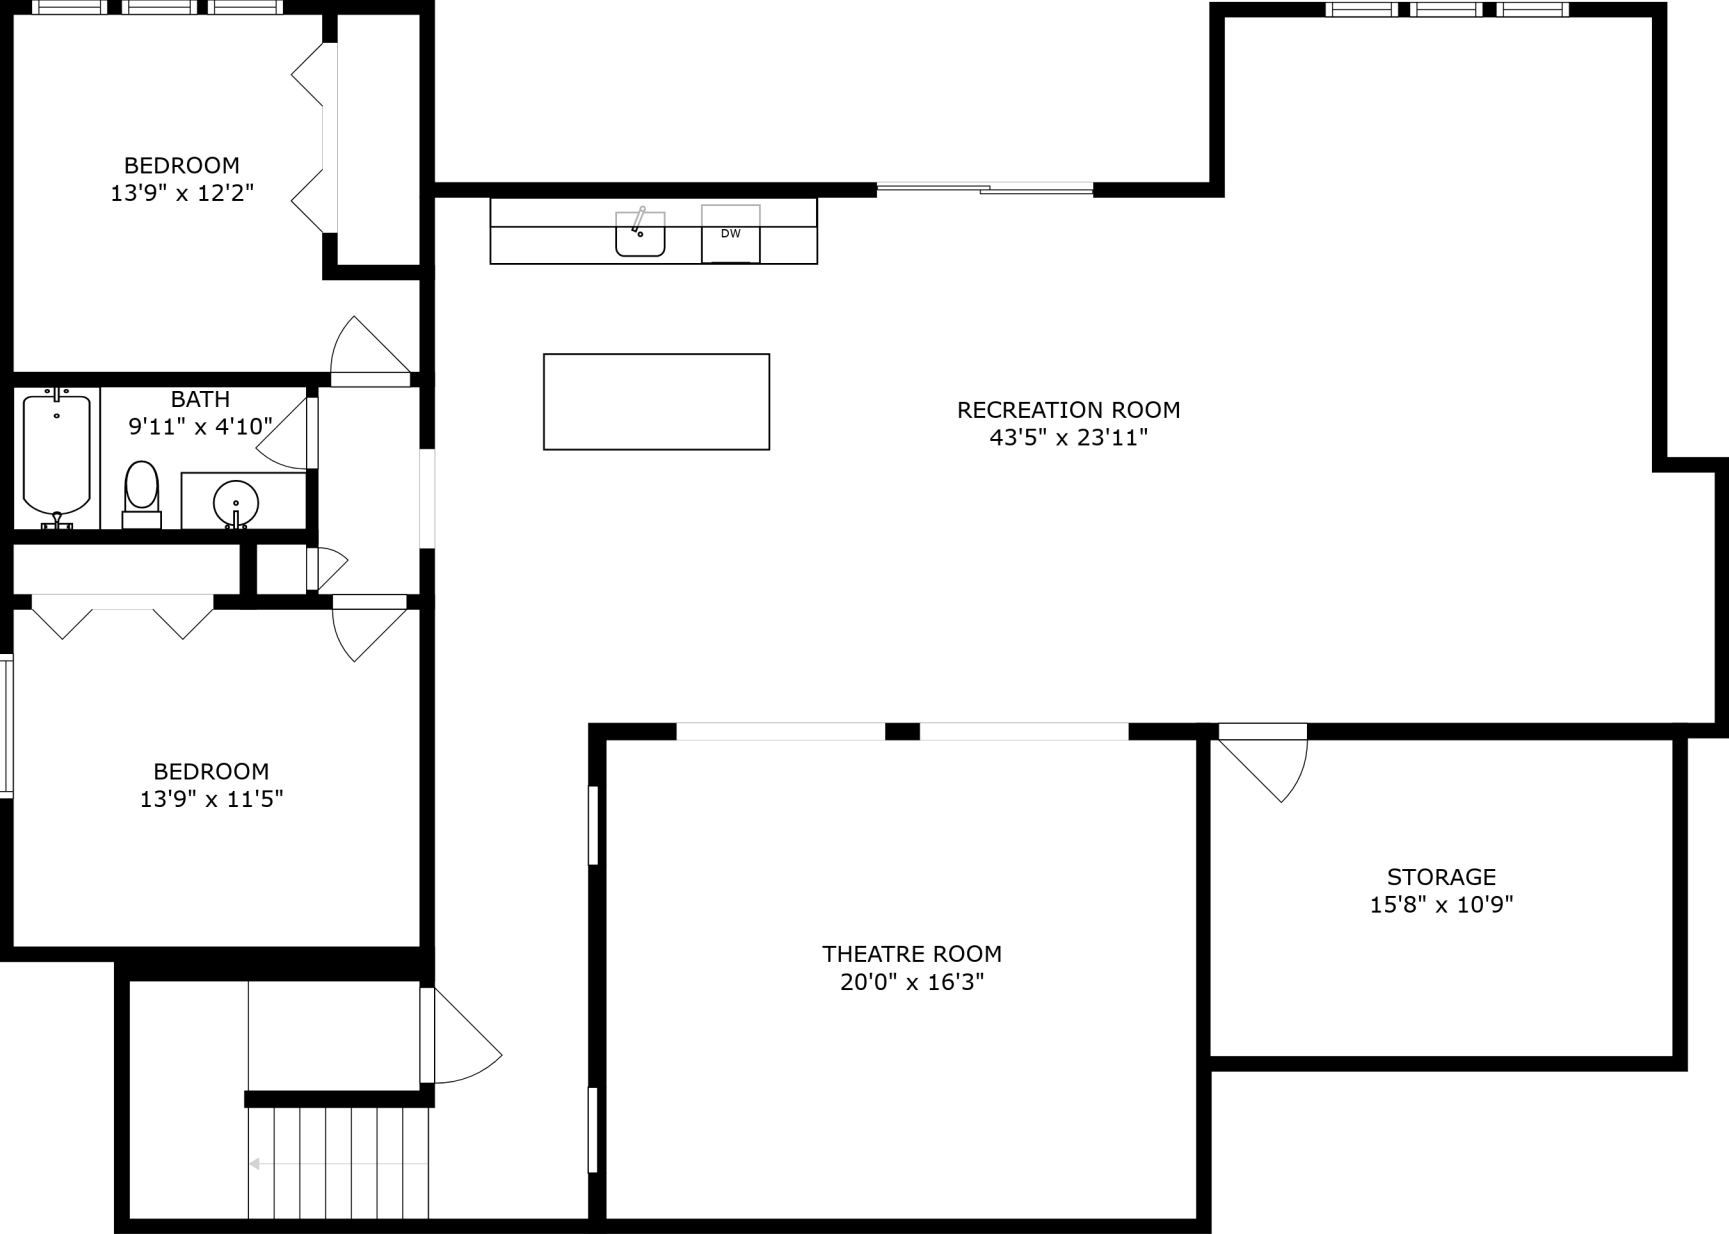 BEDROOM
13'9" x 12'2"
DW
BATH
9'11" x 4'10"
RECREATION ROOM
43'5" x 23'11"
BEDROOM
13'9" x 11'5"
STORAGE
15'8" x 10'9"
THEATRE ROOM
20'0" x 16'3"